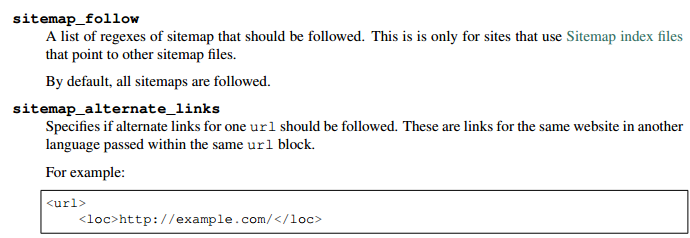 sitemap_follow
A list of regexes of sitemap that should be followed. This is is only for sites that use Sitemap index files
that point to other sitemap files.
By default, all sitemaps are followed.
sitemap_alternate_links
Specifies if alternate links for one url should be followed. These are links for the same website in another
language passed within the same url block.
For example:
<url>
    <loc>http://example.com/</loc>